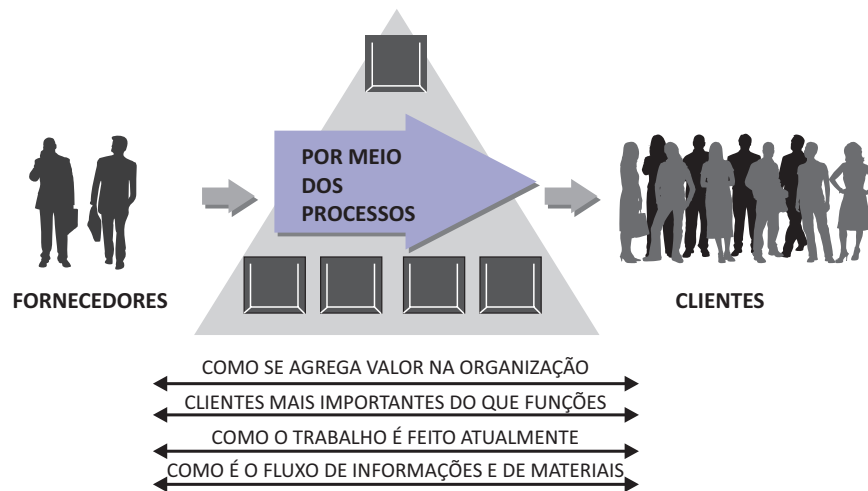 POR MEIO
DOS
PROCESSOS
FORNECEDORES
CLIENTES
COMO SE AGREGA VALOR NA ORGANIZAÇÃO
CLIENTES MAIS IMPORTANTES DO QUE FUNÇÕES
COMO O TRABALHO É FEITO ATUALMENTE
COMO É O FLUXO DE INFORMAÇÕES E DE MATERIAIS